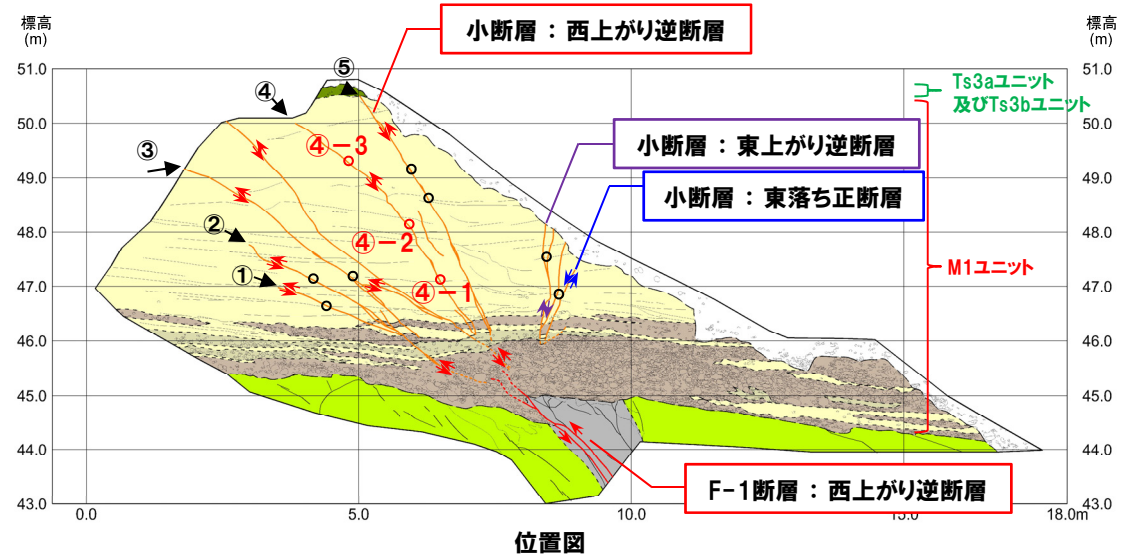 標高
(m)
標高
(m)
小断層 : 西上がり逆断層
51.0
50.0
49.0
48.0
47.0
46.0
45.0
44.0
43.0
⑤
④
③
②
①
④－3
④－2
④－1
小断層 : 東上がり逆断層
小断層 : 東落ち正断層
51.0
50.0
49.0
48.0
47.0
46.0
45.0
44.0
43.0
Ts3aユニット
及びTs3bユニット
M1ユニット
F-1断層 : 西上がり逆断層
0.0
5.0
10.0
15.0
18.0m
位置図